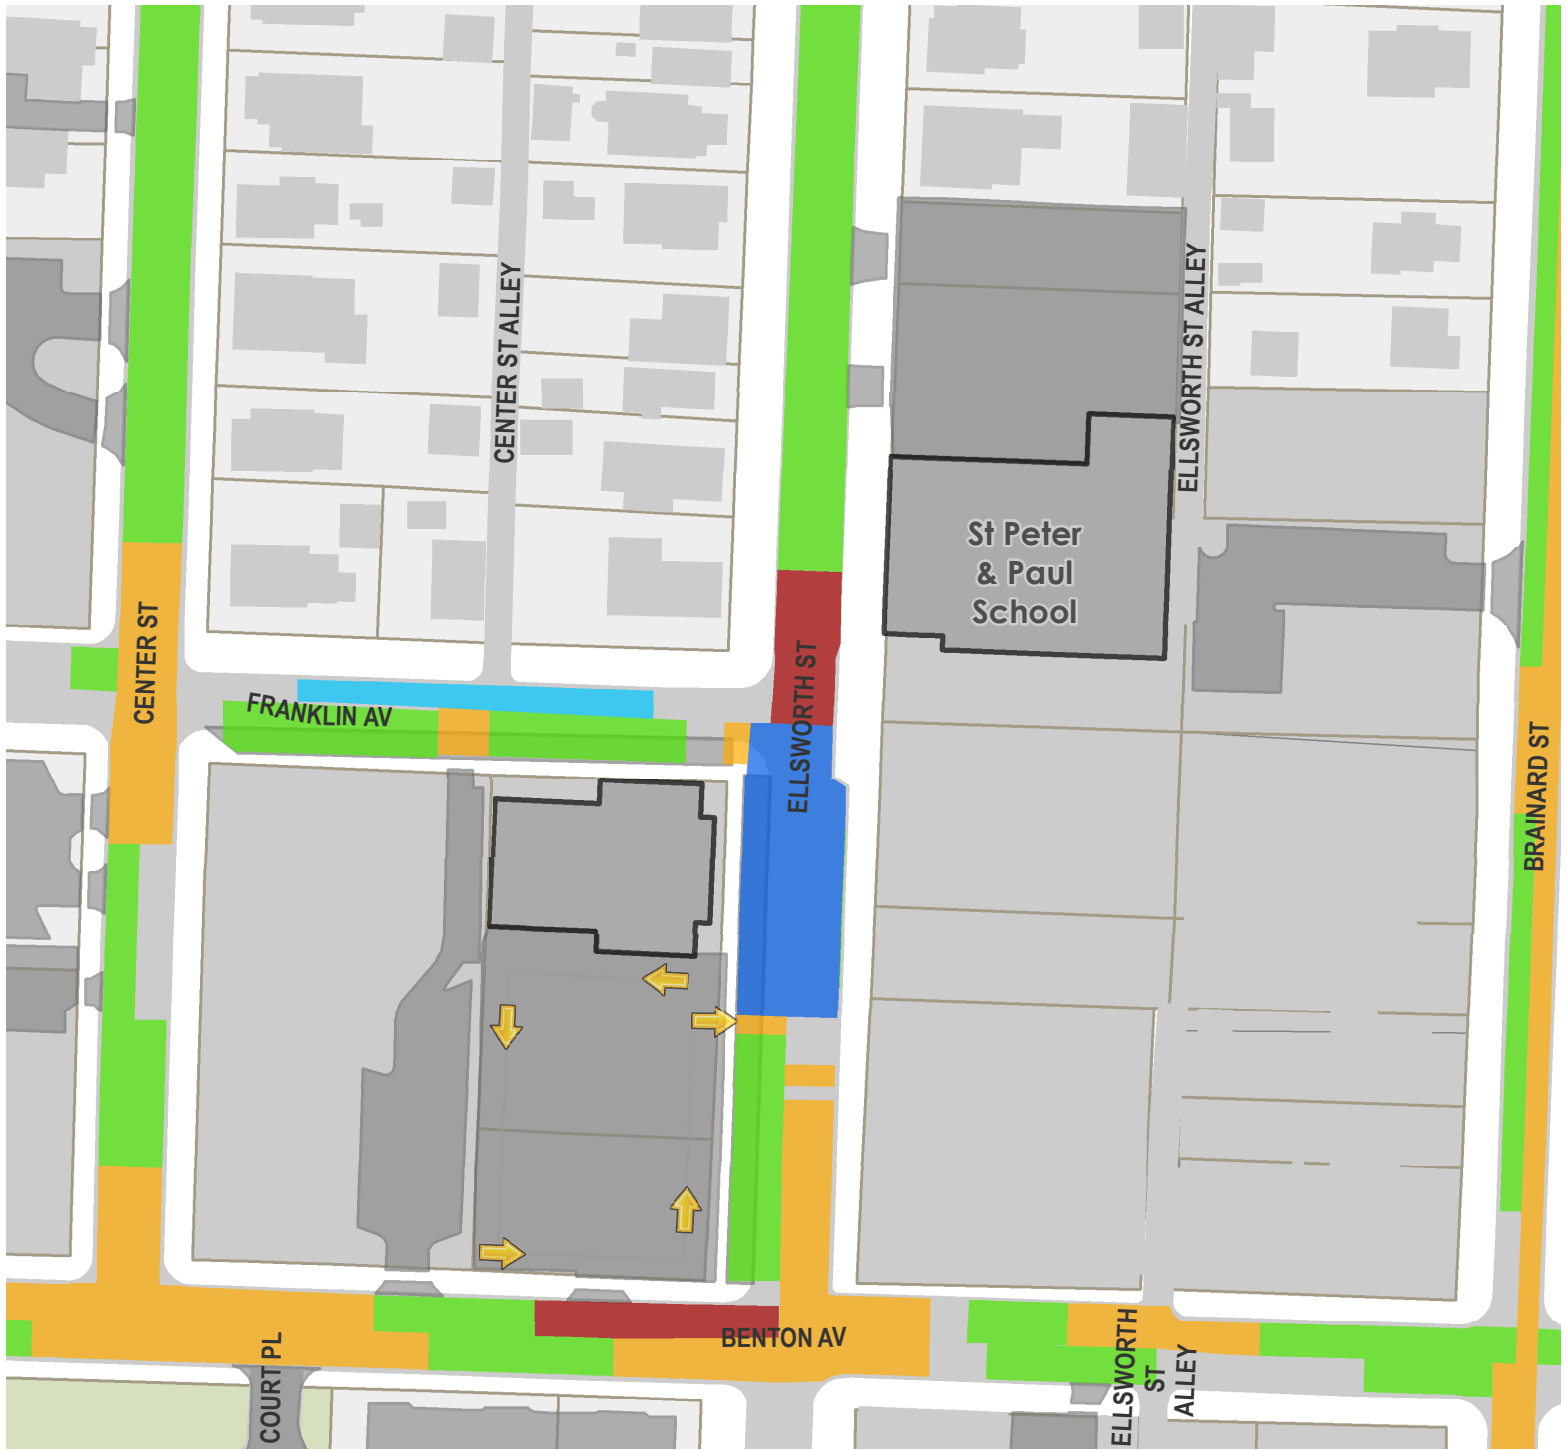 CENTER ST ALLEY
ELLSWORTH ST ALLEY
St Peter
& Paul
School
CENTER ST
FRANKLIN AV
ELLSWORTH ST
BRAINARD ST
BENTON AV
COURT PL
ELLSWORTH
ST
ALLEY